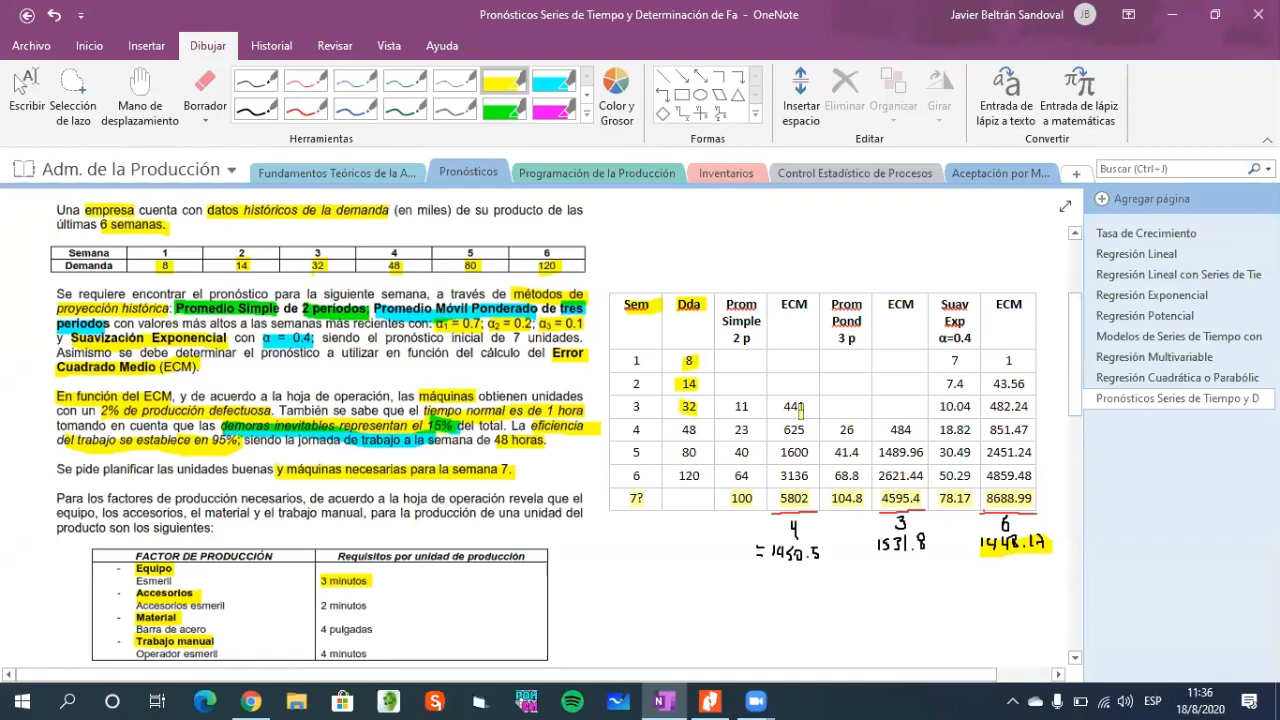 Pronósticos Series de Tiempo y Determinación de Fa - OneNote
Javier Beltrán Sandoval
JB
Archivo Inicio Insertar Dibujar Historial Revisar Vista Ayuda
Escribir
Selección de lazo
Mano de desplazamiento
Borrador
Color y Grosor
Insertar espacio
Eliminar
Organizar
Girar
Entrada de lápiz a texto
Entrada de lápiz a matemáticas
Herramientas
Formas
Editar
Convertir
Adm. de la Producción
Fundamentos Teóricos de la A...
Pronósticos
Programación de la Producción
Inventarios
Control Estadístico de Procesos
Aceptación por M...
Buscar (Ctrl+J)
Agregar página
Tasa de Crecimiento
Regresión Lineal
Regresión Lineal con Series de Tie
Regresión Exponencial
Regresión Potencial
Modelos de Series de Tiempo con
Regresión Multivariable
Regresión Cuadrática o Parabólic
Pronósticos Series de Tiempo y D
Una empresa cuenta con datos históricos de la demanda (en miles) de su producto de las
últimas 6 semanas.
Semana 1 2 3 4 5 6
Demanda 8 14 32 48 80 120
Se requiere encontrar el pronóstico para la siguiente semana, a través de métodos de
proyección histórica: Promedio Simple de 2 periodos; Promedio Móvil Ponderado de tres
periodos con valores más altos a las semanas más recientes con: α1 = 0.7; α2 = 0.2; α3 = 0.1
y Suavización Exponencial con α = 0.4; siendo el pronóstico inicial de 7 unidades.
Asimismo se debe determinar el pronóstico a utilizar en función del cálculo del Error
Cuadrado Medio (ECM).
En función del ECM, y de acuerdo a la hoja de operación, las máquinas obtienen unidades
con un 2% de producción defectuosa. También se sabe que el tiempo normal es de 1 hora
tomando en cuenta que las demoras inevitables representan el 15% del total. La eficiencia
del trabajo se establece en 95%; siendo la jornada de trabajo a la semana de 48 horas.
Se pide planificar las unidades buenas y máquinas necesarias para la semana 7.
Para los factores de producción necesarios, de acuerdo a la hoja de operación revela que el
equipo, los accesorios, el material y el trabajo manual, para la producción de una unidad del
producto son los siguientes:
FACTOR DE PRODUCCIÓN Requisitos por unidad de producción
- Equipo
Esmeril 3 minutos
- Accesorios
Accesorios esmeril 2 minutos
- Material
Barra de acero 4 pulgadas
- Trabajo manual
Operador esmeril 4 minutos
Sem Dda Prom ECM Prom ECM Suav ECM
Simple Pond Exp
2 p 3 p α=0.4
1 8 7 1
2 14 7.4 43.56
3 32 11 441 10.04 482.24
4 48 23 625 26 484 18.82 851.47
5 80 40 1600 41.4 1489.96 30.49 2451.24
6 120 64 3136 68.8 2621.44 50.29 4859.48
7? 100 5802 104.8 4595.4 78.17 8688.99
4 3 6
= 1450.5 1531.8 1448.17
ESP
11:36
18/8/2020